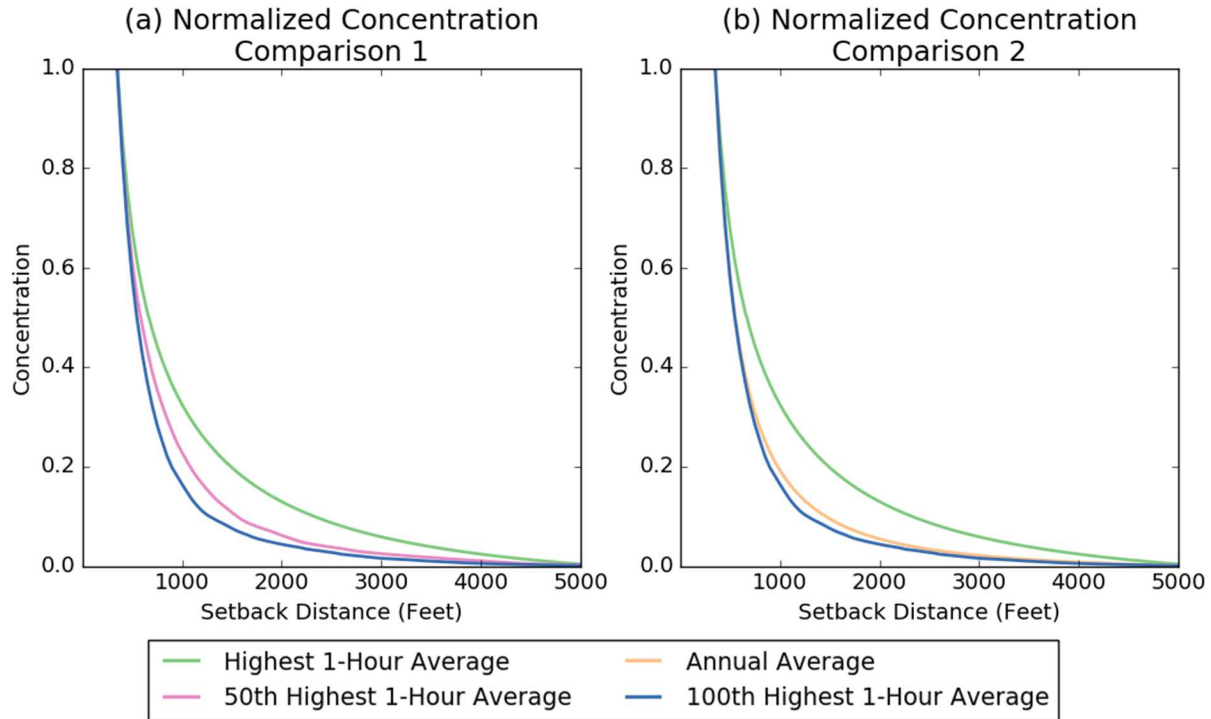 (a) Normalized Concentration
Comparison 1
1.0
0.8
0.6
0.4
0.2
0.0
Concentration
1000 2000 3000 4000 5000
Setback Distance (Feet)
(b) Normalized Concentration
Comparison 2
1.0
0.8
0.6
0.4
0.2
0.0
Concentration
1000 2000 3000 4000 5000
Setback Distance (Feet)
Highest 1-Hour Average
50th Highest 1-Hour Average
Annual Average
100th Highest 1-Hour Average